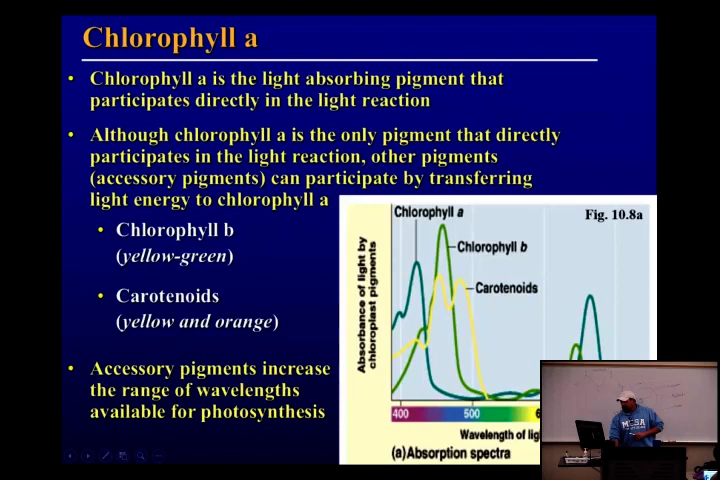 Chlorophyll a
• Chlorophyll a is the light absorbing pigment that
participates directly in the light reaction
• Although chlorophyll a is the only pigment that directly
participates in the light reaction, other pigments
(accessory pigments) can participate by transferring
light energy to chlorophyll a
• Chlorophyll b
(yellow-green)
• Carotenoids
(yellow and orange)
• Accessory pigments increase
the range of wavelengths
available for photosynthesis
Chlorophyll a
Fig. 10.8a
Chlorophyll b
Carotenoids
Absorbance of light by
chloroplast pigments
400 500 6
Wavelength of
(a) Absorption spectra
MESA